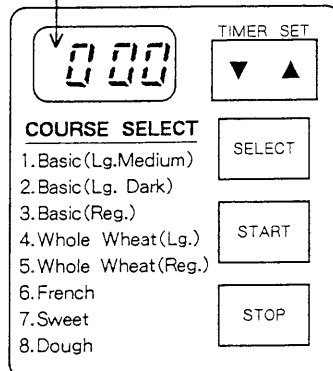 TIMER SET
0 00
▼ ▲
COURSE SELECT
1.Basic(Lg.Medium)
2.Basic(Lg. Dark)
3.Basic(Reg.)
4.Whole Wheat(Lg.)
5.Whole Wheat(Reg.)
6.French
7.Sweet
8.Dough
SELECT
START
STOP